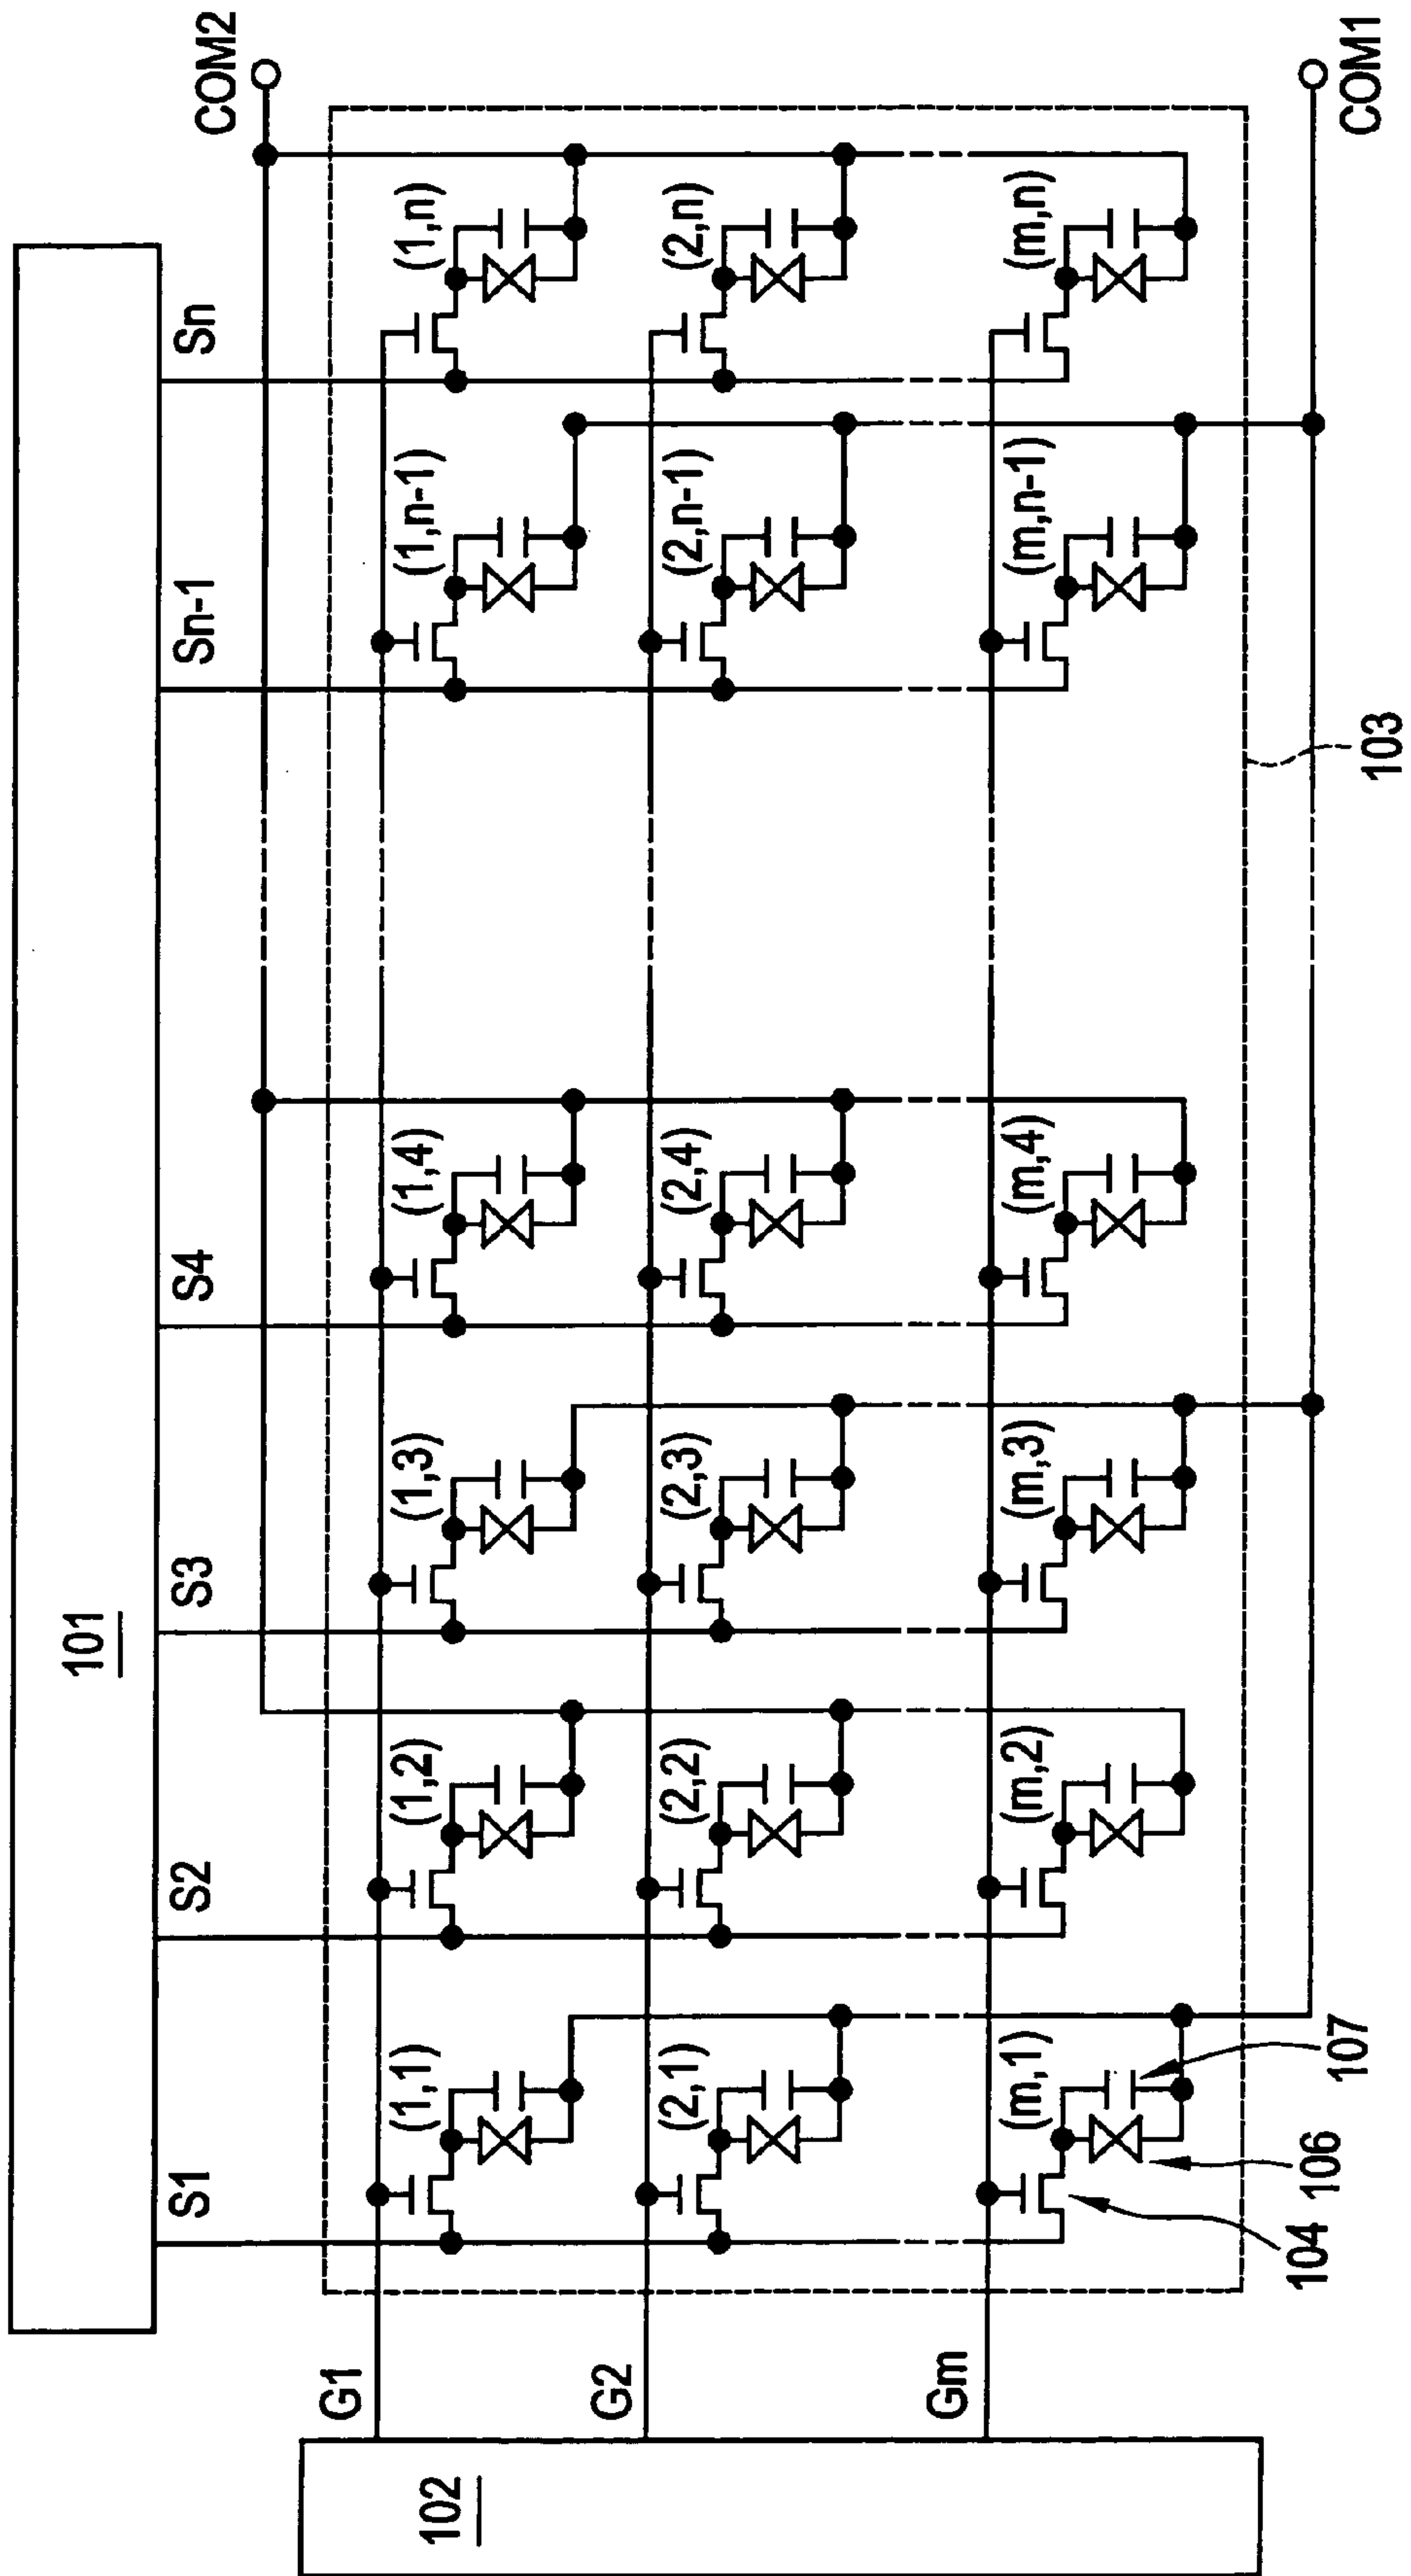 101
S1 S2 S3 S4 Sn-1 Sn
COM2
102
G1
(1,1) (1,2) (1,3) (1,4) (1,n-1) (1,n)
G2
(2,1) (2,2) (2,3) (2,4) (2,n-1) (2,n)
Gm
(m,1) (m,2) (m,3) (m,4) (m,n-1) (m,n)
104 106 107
103
COM1